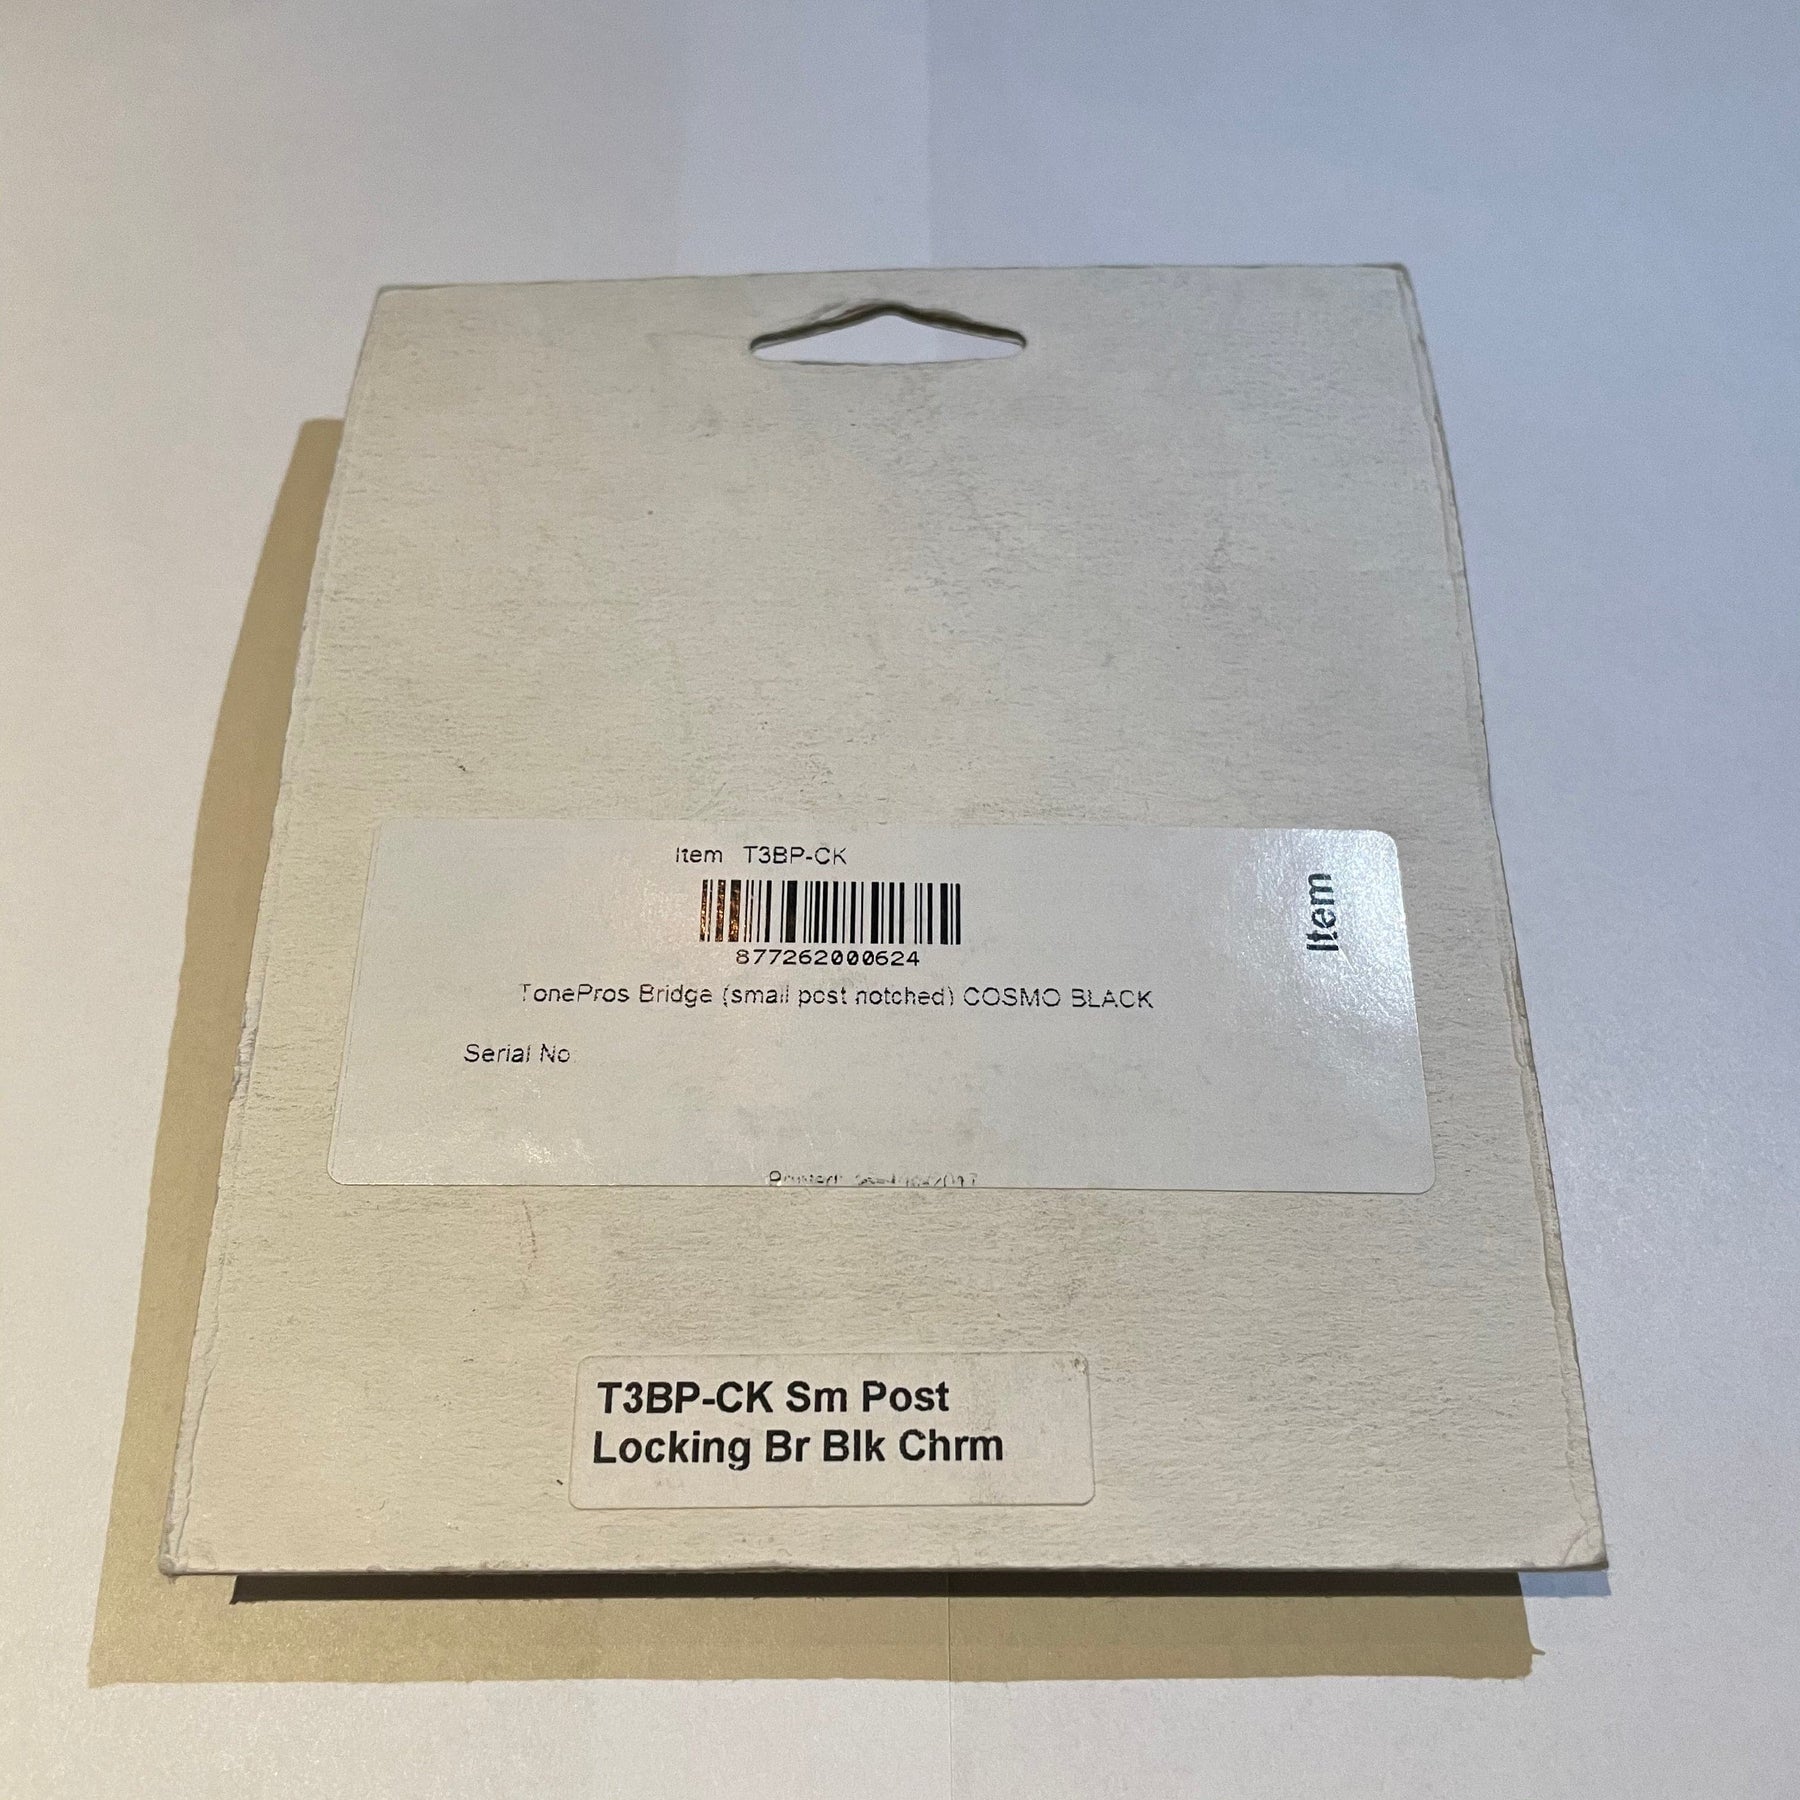 Item T3BP-CK
877262000624
TonePros Bridge (small post notched) COSMO BLACK
Serial No:
Item
T3BP-CK Sm Post
Locking Br Blk Chrm